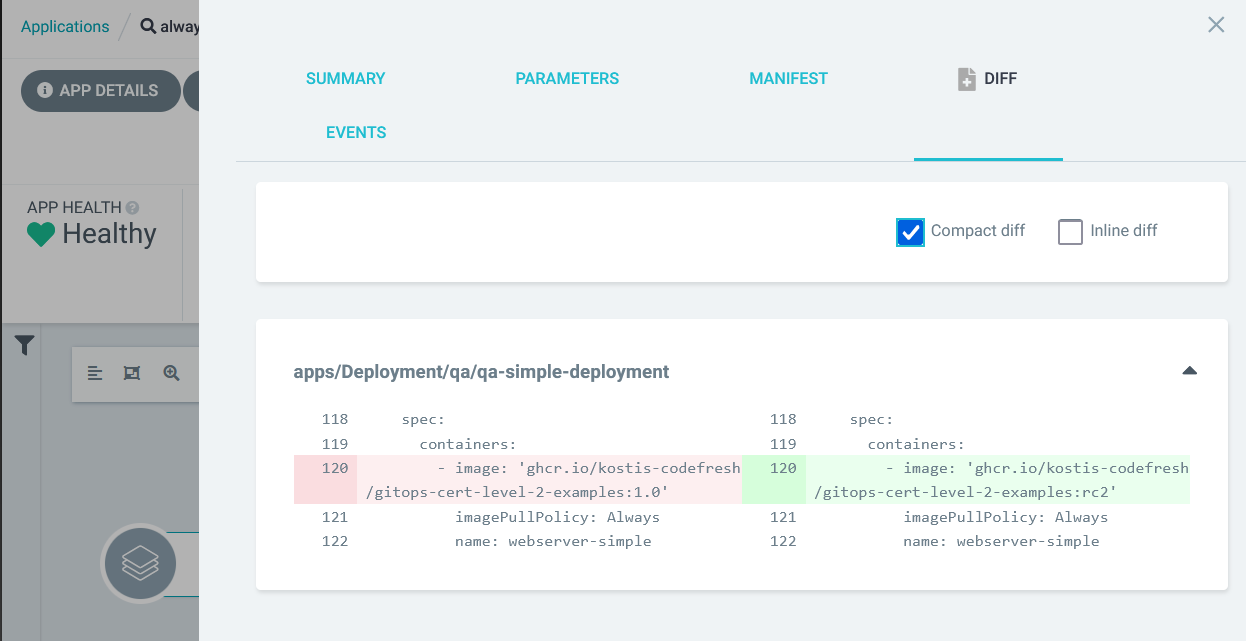 Applications / alway
SUMMARY PARAMETERS MANIFEST DIFF
APP DETAILS
EVENTS
APP HEALTH
Healthy
Compact diff Inline diff
apps/Deployment/qa/qa-simple-deployment
118 spec: 118 spec:
119 containers: 119 containers:
120 - image: 'ghcr.io/kostis-codefresh 120 - image: 'ghcr.io/kostis-codefresh
/gitops-cert-level-2-examples:1.0' /gitops-cert-level-2-examples:rc2'
121 imagePullPolicy: Always 121 imagePullPolicy: Always
122 name: webserver-simple 122 name: webserver-simple